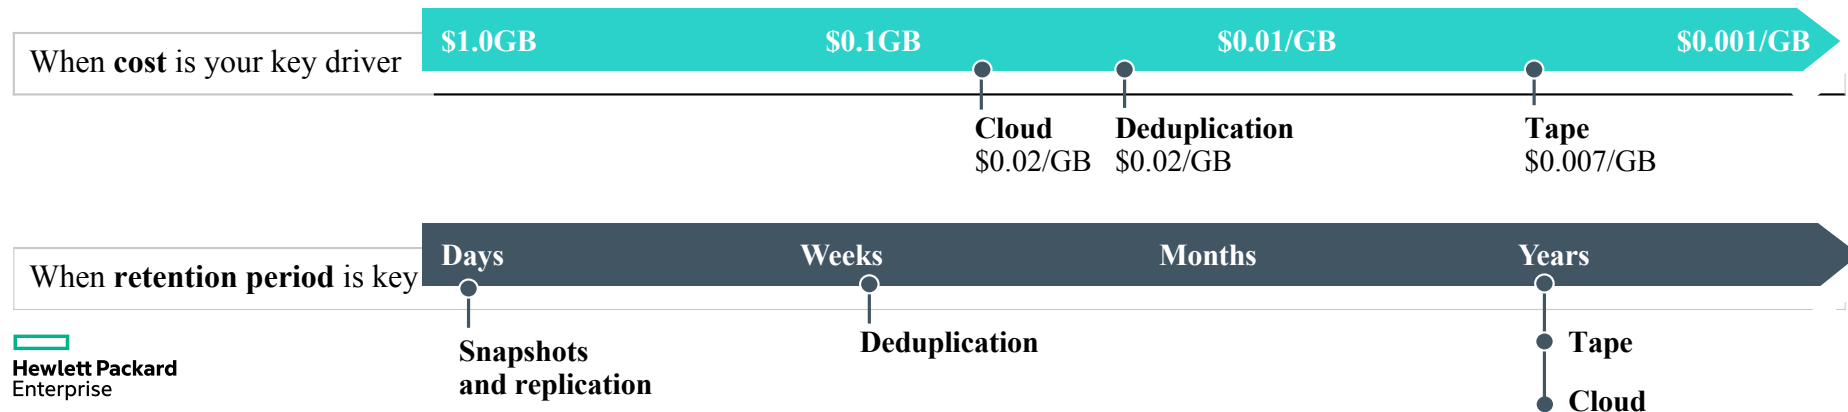 $1.0GB $0.1GB $0.01/GB $0.001/GB
When cost is your key driver
Cloud Deduplication Tape
$0.02/GB $0.02/GB $0.007/GB
Days Weeks Months Years
When retention period is key
Deduplication Tape
Snapshots
and replication
Cloud
Hewlett Packard
Enterprise